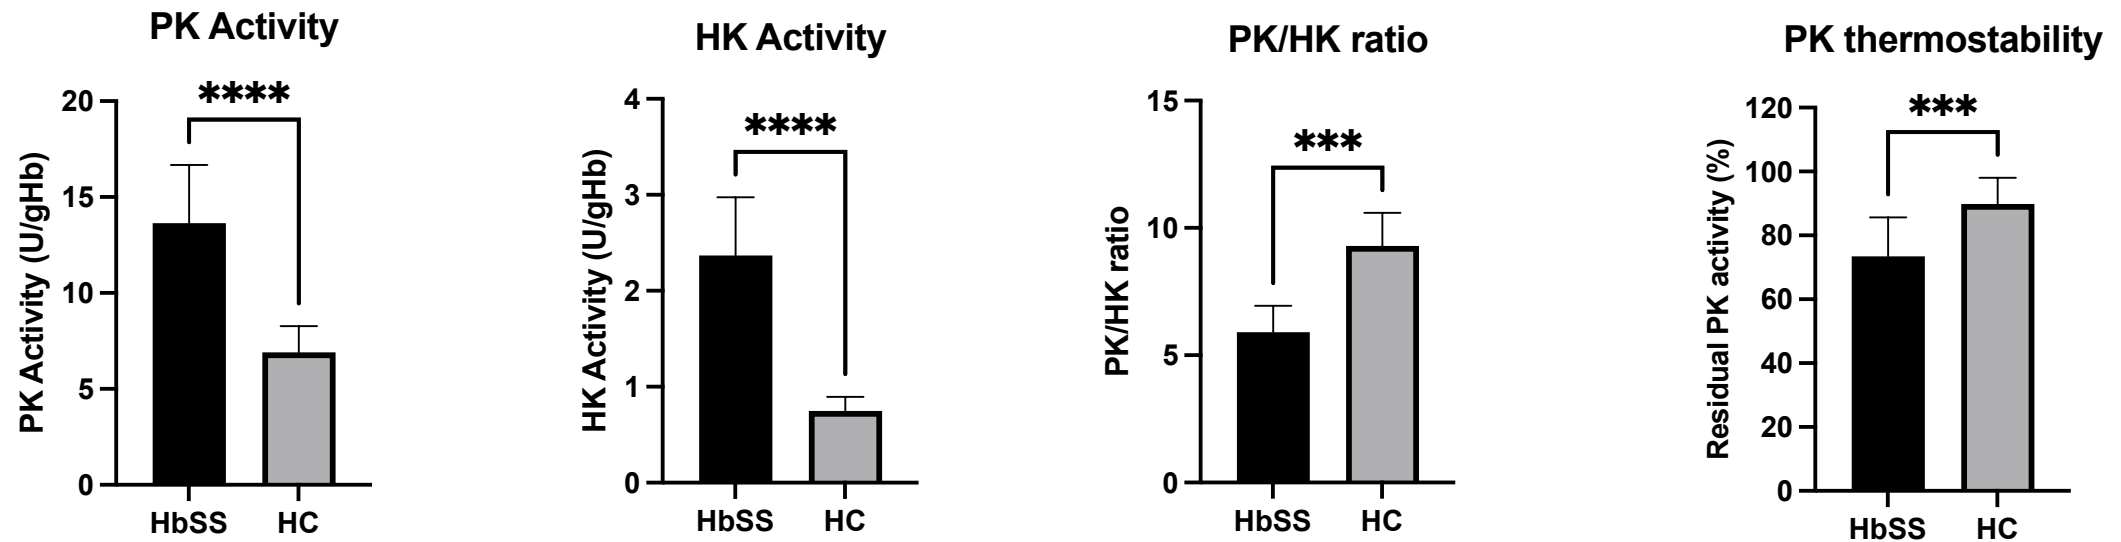 PK Activity
****
20
15
10
5
0
PK Activity (U/gHb)
HbSS HC
HK Activity
****
4
3
2
1
0
HK Activity (U/gHb)
HbSS HC
PK/HK ratio
***
15
10
5
0
PK/HK ratio
HbSS HC
PK thermostability
***
120
100
80
60
40
20
0
Residual PK activity (%)
HbSS HC